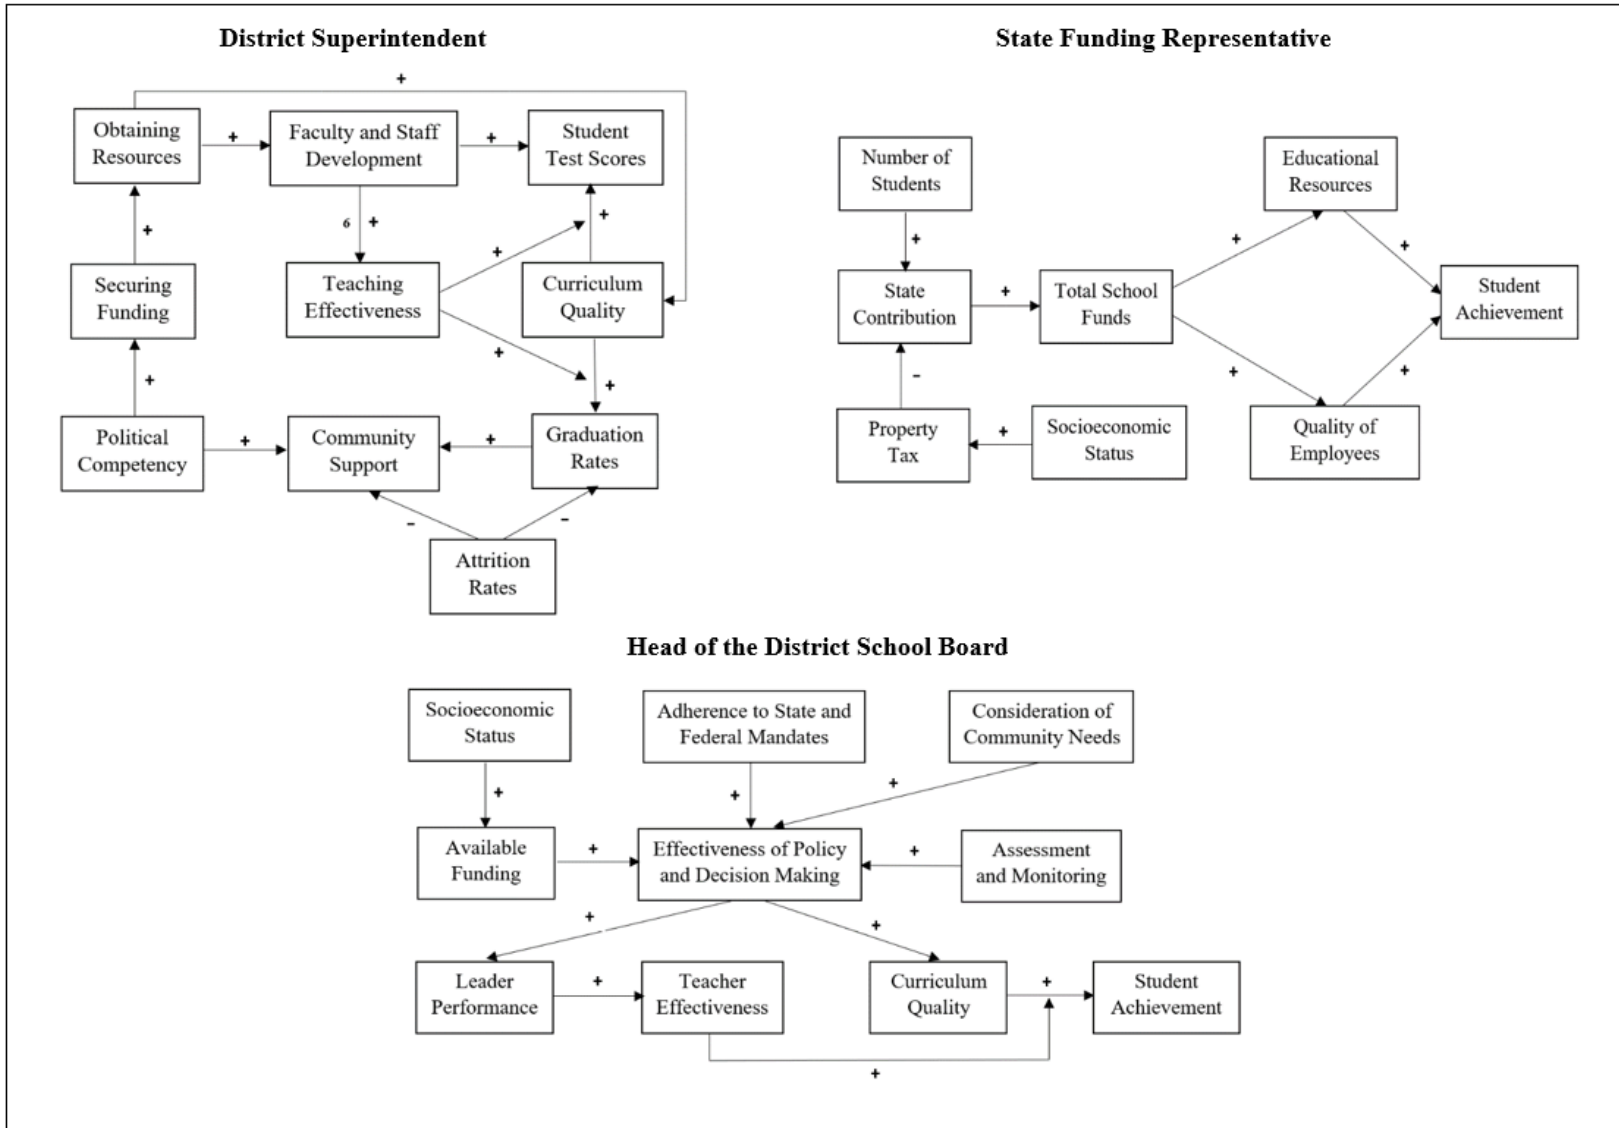 District Superintendent
+
Obtaining
Resources
+
Faculty and Staff
Development
+
Student
Test Scores
+
6 +
+
+
Securing
Funding
Teaching
Effectiveness
Curriculum
Quality
+
+
+
Political
Competency
+
Community
Support
+
Graduation
Rates
-
-
Attrition
Rates
State Funding Representative
Number of
Students
Educational
Resources
+
+
+
State
Contribution
+
Total School
Funds
Student
Achievement
-
+
+
Property
Tax
+
Socioeconomic
Status
Quality of
Employees
Head of the District School Board
Socioeconomic
Status
Adherence to State and
Federal Mandates
Consideration of
Community Needs
+
+
+
Available
Funding
+
Effectiveness of Policy
and Decision Making
+
Assessment
and Monitoring
+
+
Leader
Performance
+
Teacher
Effectiveness
Curriculum
Quality
+
Student
Achievement
+